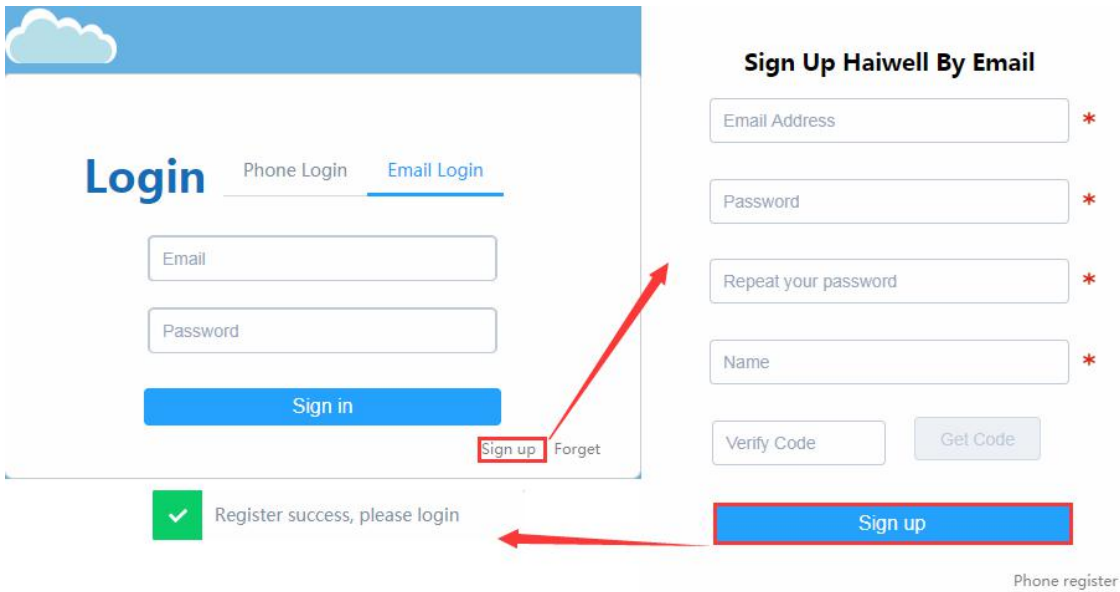 Login
Phone Login
Email Login
Email
Password
Sign in
Sign up
Forget
Register success, please login
Sign Up Haiwell By Email
Email Address
*
Password
*
Repeat your password
*
Name
*
Verify Code
Get Code
Sign up
Phone register